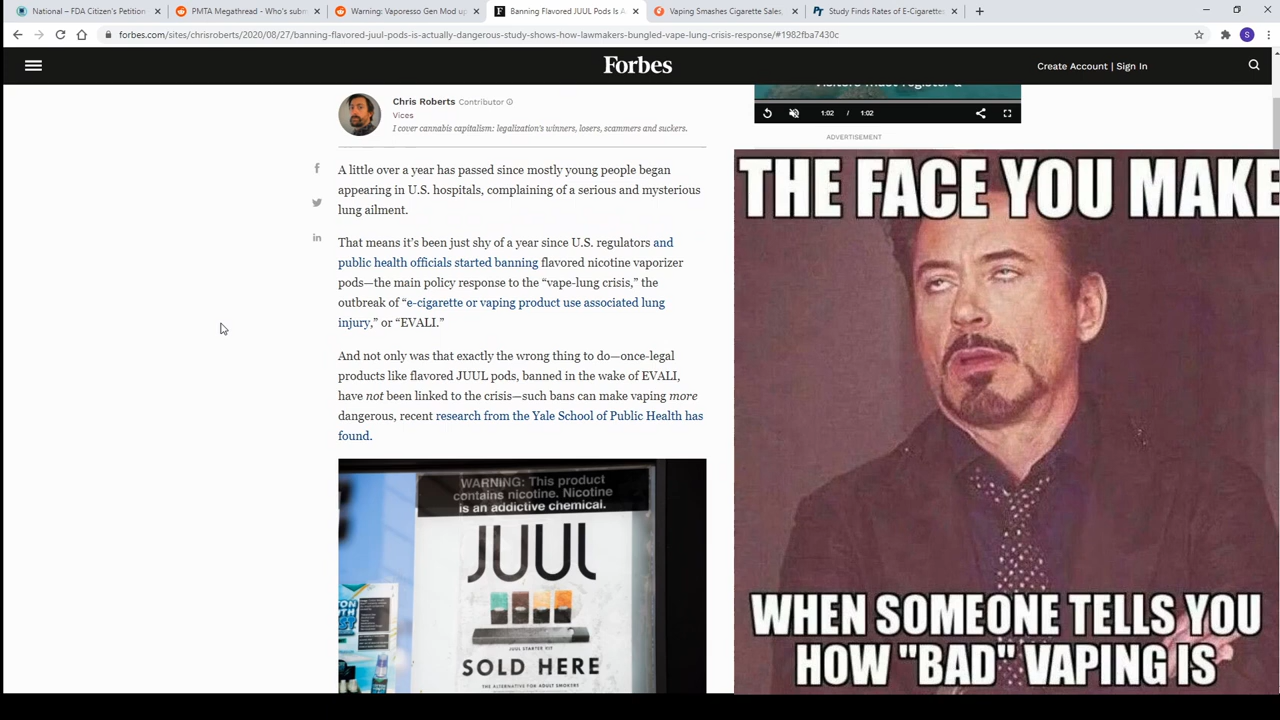 National – FDA Citizen's Petition
PMTA Megathread - Who's subm
Warning: Vaporesso Gen Mod up
Banning Flavored JUUL Pods Is A
Vaping Smashes Cigarette Sales,
Study Finds Rates of E-Cigarette
forbes.com/sites/chrisroberts/2020/08/27/banning-flavored-juul-pods-is-actually-dangerous-study-shows-how-lawmakers-bungled-vape-lung-crisis-response/#1982fba7430c
S
Forbes
Create Account | Sign In
Chris Roberts Contributor
Vices
I cover cannabis capitalism: legalization's winners, losers, scammers and suckers.
A little over a year has passed since mostly young people began
appearing in U.S. hospitals, complaining of a serious and mysterious
lung ailment.
That means it's been just shy of a year since U.S. regulators and
public health officials started banning flavored nicotine vaporizer
pods—the main policy response to the “vape-lung crisis,” the
outbreak of “e-cigarette or vaping product use associated lung
injury,” or “EVALI.”
And not only was that exactly the wrong thing to do—once-legal
products like flavored JUUL pods, banned in the wake of EVALI,
have not been linked to the crisis—such bans can make vaping more
dangerous, recent research from the Yale School of Public Health has
found.
WARNING: This product
contains nicotine. Nicotine
is an addictive chemical.
JUUL
JUUL STARTER KIT
SOLD HERE
THE ALTERNATIVE FOR ADULT SMOKERS
1:02 / 1:02
ADVERTISEMENT
THE FACE YOU MAKE
WHEN SOMEONE TELLS YOU
HOW "BAD" VAPING IS